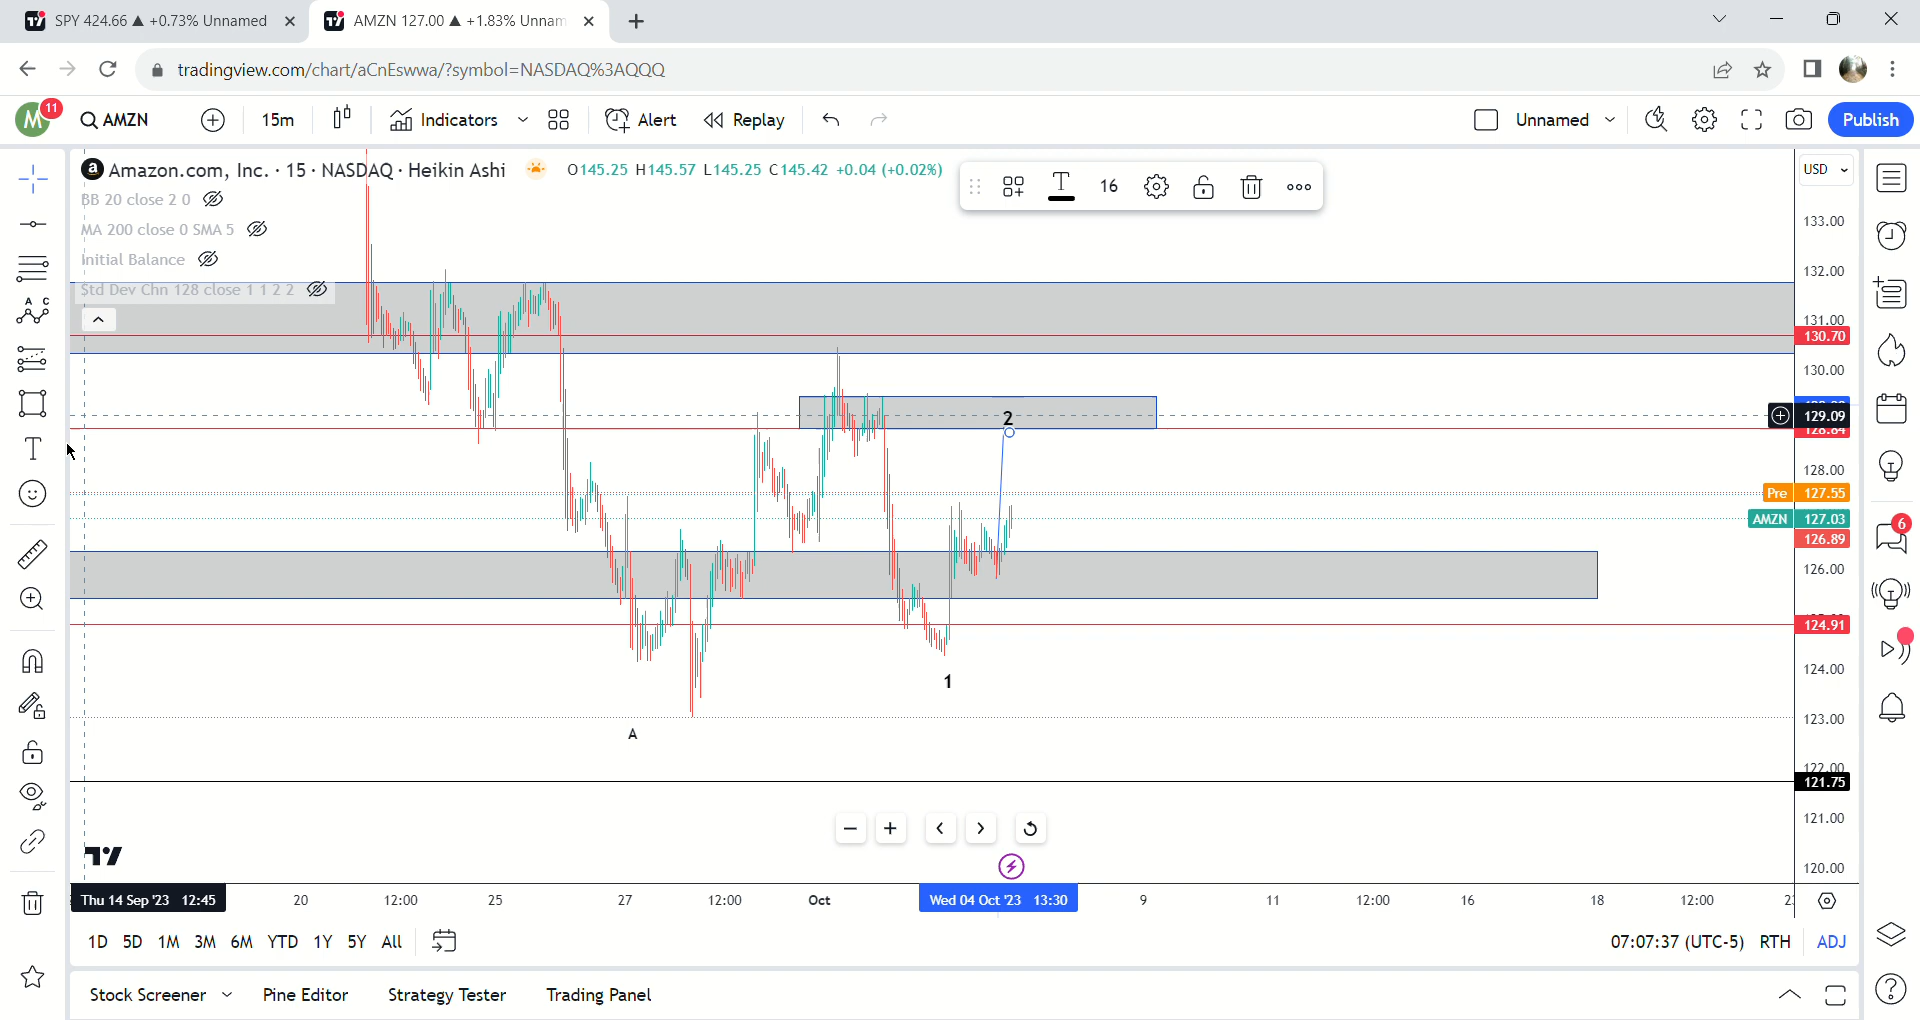 SPY 424.66 ▲ +0.73% Unnamed
AMZN 127.00 ▲ +1.83% Unnam
tradingview.com/chart/aCnEswwa/?symbol=NASDAQ%3AQQQ
M 11 AMZN 15m Indicators Alert Replay Unnamed Publish
Amazon.com, Inc. · 15 · NASDAQ · Heikin Ashi O145.25 H145.57 L145.25 C145.42 +0.04 (+0.02%)
16
USD
BB 20 close 2 0
MA 200 close 0 SMA 5
Initial Balance
Std Dev Chn 128 close 1 1 2 2
133.00
132.00
131.00
130.70
130.00
129.09
128.84
128.00
Pre 127.55
AMZN 127.03
126.89
126.00
124.91
124.00
123.00
122.00
121.75
121.00
120.00
2
1
A
T
6
Thu 14 Sep '23 12:45 20 12:00 25 27 12:00 Oct Wed 04 Oct '23 13:30 9 11 12:00 16 18 12:00
1D 5D 1M 3M 6M YTD 1Y 5Y All
07:07:37 (UTC-5) RTH ADJ
Stock Screener Pine Editor Strategy Tester Trading Panel